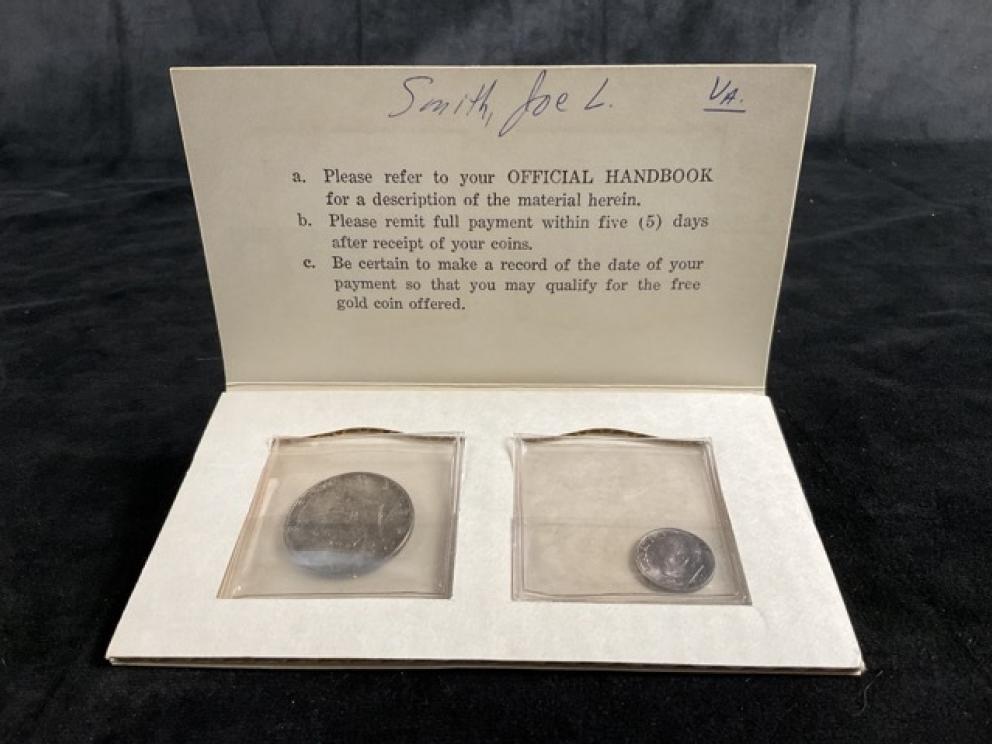 Smith, Joe L. VA.
a. Please refer to your OFFICIAL HANDBOOK
for a description of the material herein.
b. Please remit full payment within five (5) days
after receipt of your coins.
c. Be certain to make a record of the date of your
payment so that you may qualify for the free
gold coin offered.